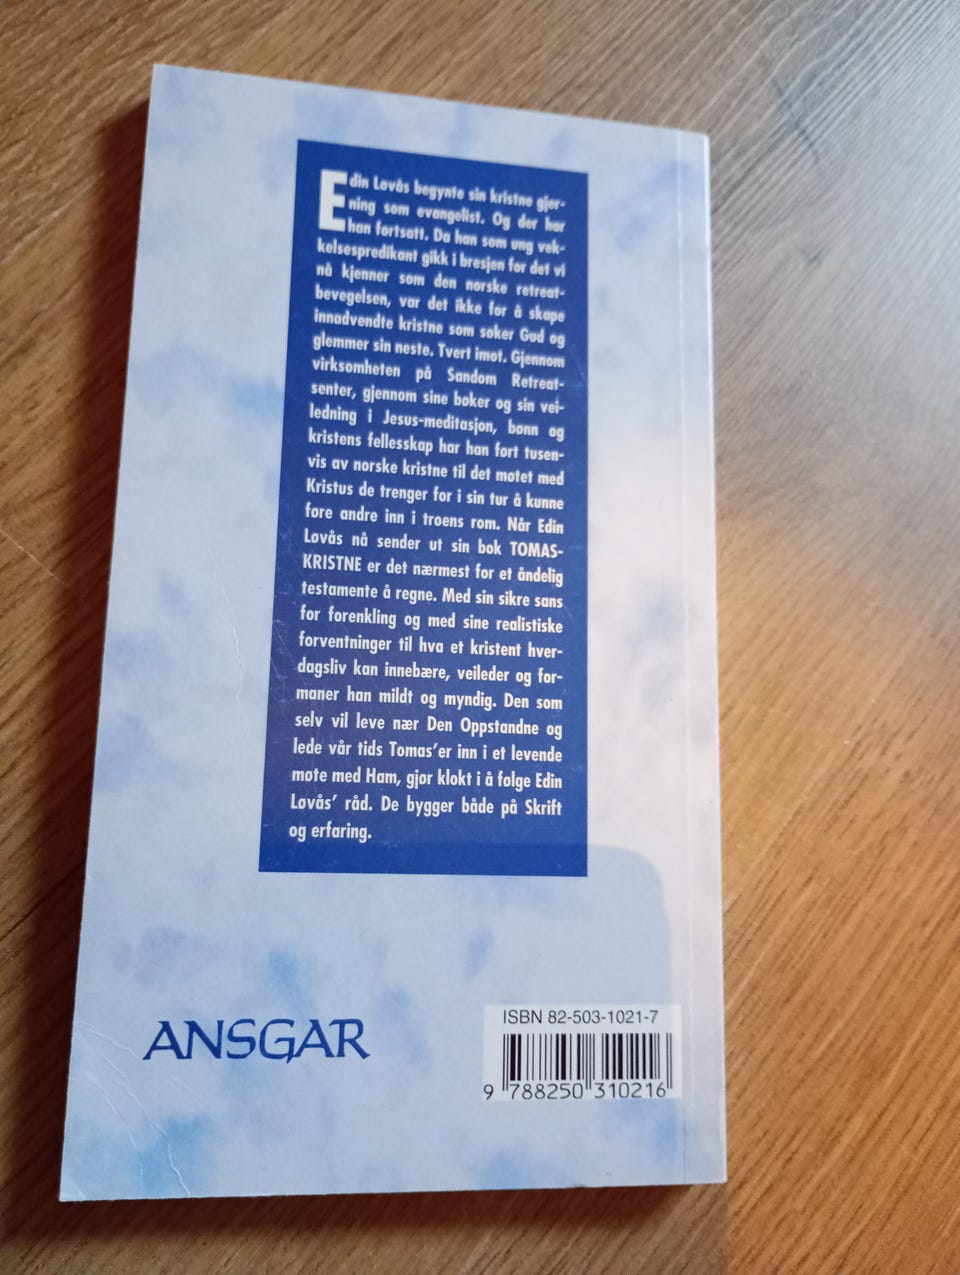 Edin Løvås begynte sin kristne gjer-
ning som evangelist. Og der har
han fortsatt. Da han som ung vek-
kelsespredikant gikk i bresjen for det vi
nå kjenner som den norske retreat-
bevegelsen, var det ikke for å skape
innadvendte kristne som søker Gud og
glemmer sin neste. Tvert imot. Gjennom
virksomheten på Sandom Retreat-
senter, gjennom sine bøker og sin vei-
ledning i Jesus-meditasjon, bønn og
kristens fellesskap har han ført tusen-
vis av norske kristne til det møtet med
Kristus de trenger for i sin tur å kunne
føre andre inn i troens rom. Når Edin
Løvås nå sender ut sin bok TOMAS-
KRISTNE er det nærmest for et åndelig
testamente å regne. Med sin sikre sans
for forenkling og med sine realistiske
forventninger til hva et kristent hver-
dagsliv kan innebære, veileder og for-
maner han mildt og myndig. Den som
selv vil leve nær Den Oppstandne og
lede vår tids Tomas'er inn i et levende
møte med Ham, gjør klokt i å følge Edin
Løvås' råd. De bygger både på Skrift
og erfaring.
ANSGAR
ISBN 82-503-1021-7
9 788250 310216